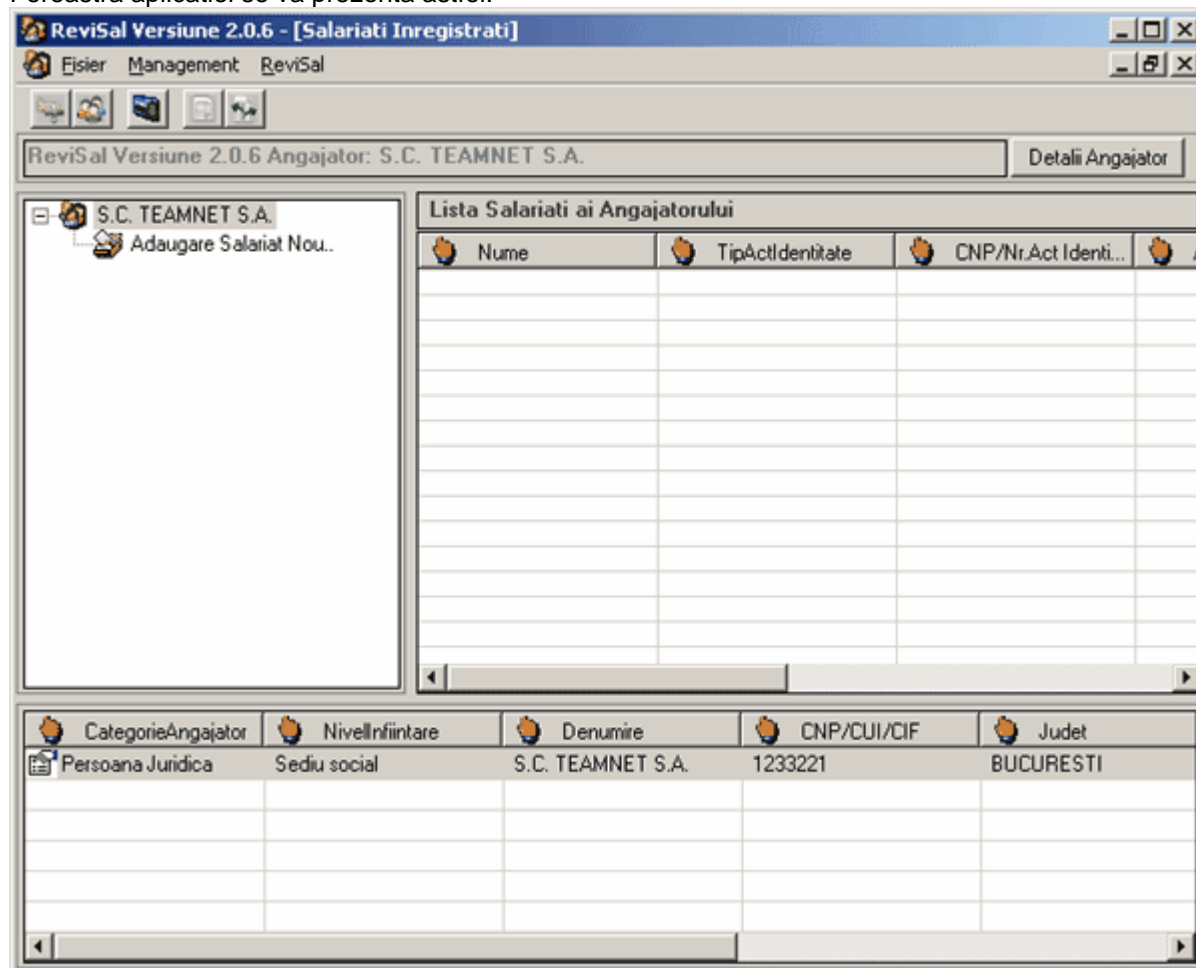 ReviSal Versiune 2.0.6 - [Salariati Inregistrati]
Fisier Management ReviSal
ReviSal Versiune 2.0.6 Angajator: S.C. TEAMNET S.A. Detalii Angajator
S.C. TEAMNET S.A.
Adaugare Salariat Nou..
Lista Salariati ai Angajatorului
Nume TipActIdentitate CNP/Nr.Act Identi...
CategorieAngajator NivelInfiintare Denumire CNP/CUI/CIF Judet
Persoana Juridica Sediu social S.C. TEAMNET S.A. 1233221 BUCURESTI